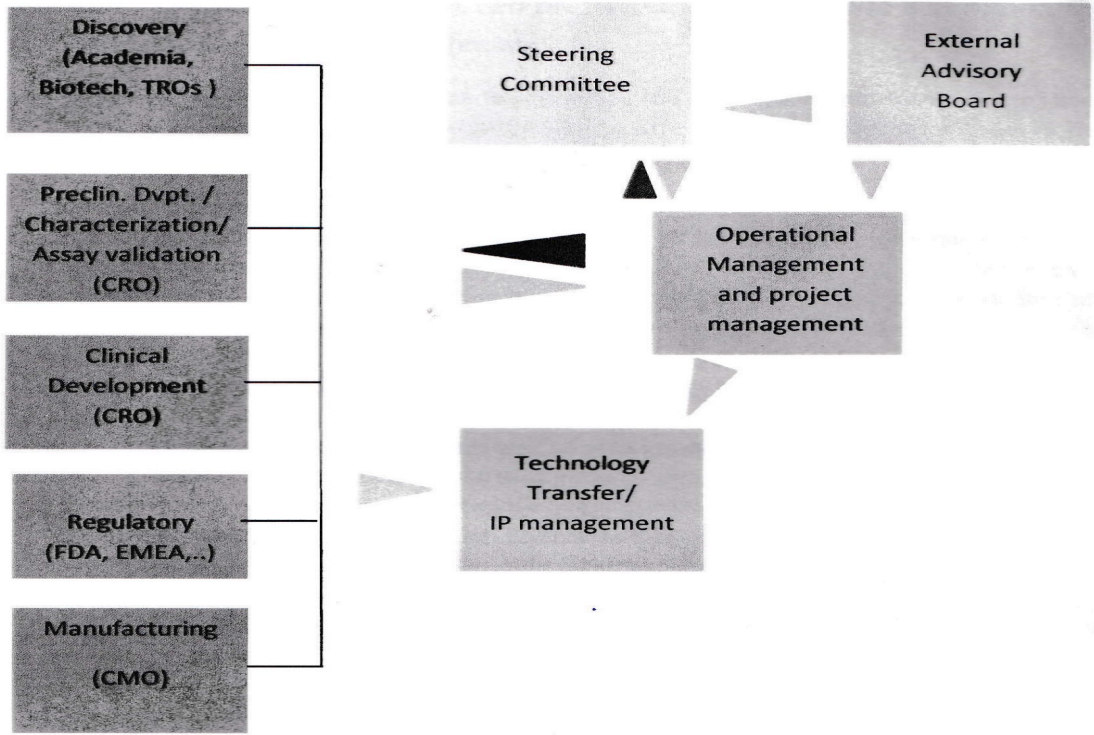 Discovery
(Academia,
Biotech, TROs )
Preclin. Dvpt. /
Characterization/
Assay validation
(CRO)
Clinical
Development
(CRO)
Regulatory
(FDA, EMEA,..)
Manufacturing
(CMO)
Steering
Committee
External
Advisory
Board
Operational
Management
and project
management
Technology
Transfer/
IP management